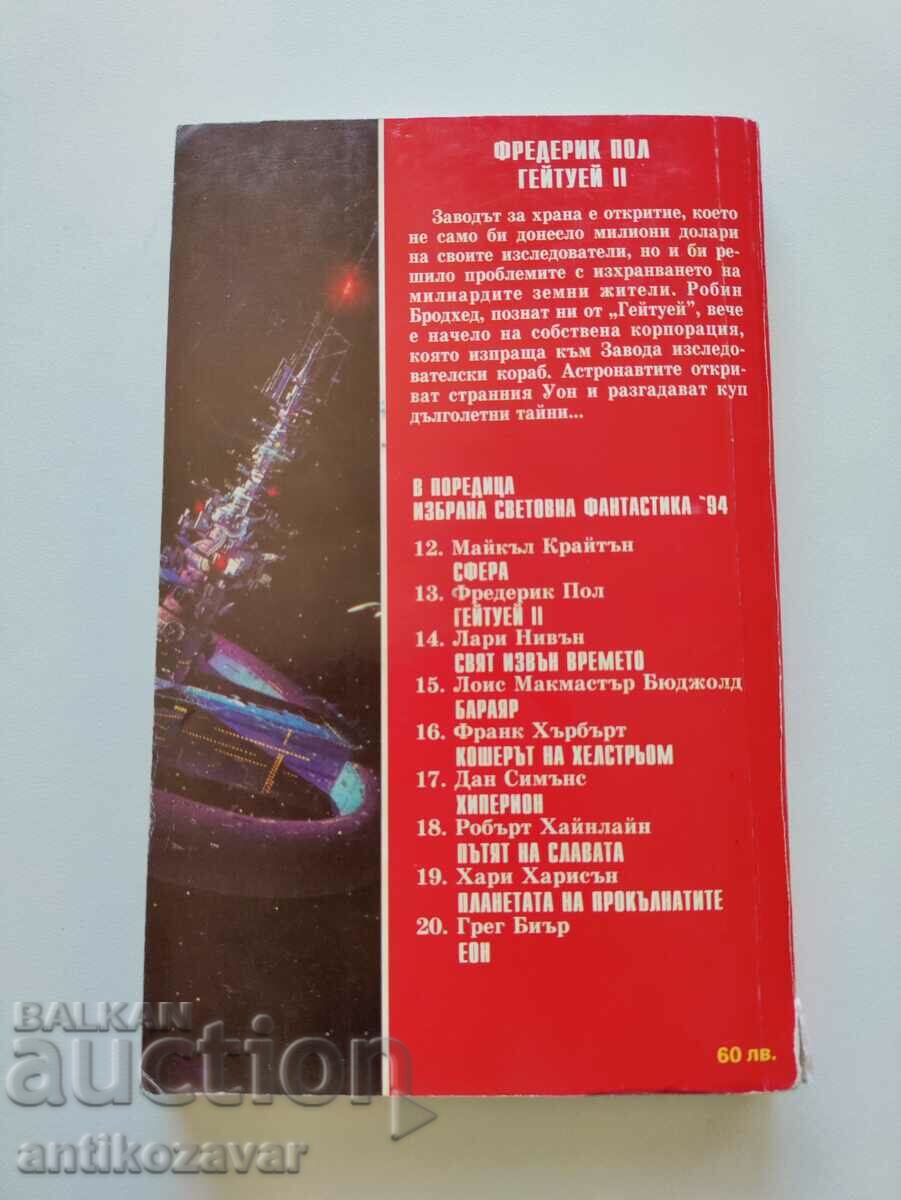 ФРЕДЕРИК ПОЛ
ГЕЙТУЕЙ II
Заводът за храна е откритие, което
не само би донесло милиони долари
на своите изследователи, но и би ре-
шило проблемите с изхранването на
милиардите земни жители. Робин
Бродхед, познат ни от „Гейтуей”, вече
е начело на собствена корпорация,
която изпраща към Завода изследо-
вателски кораб. Астронавтите откри-
ват странния Уон и разгадават куп
дълголетни тайни...
В ПОРЕДИЦА
ИЗБРАНА СВЕТОВНА ФАНТАСТИКА `94
12. Майкъл Крайтън
СФЕРА
13. Фредерик Пол
ГЕЙТУЕЙ II
14. Лари Нивън
СВЯТ ИЗВЪН ВРЕМЕТО
15. Лоис Макмастър Бюджолд
БАРАЯР
16. Франк Хърбърт
КОШЕРЪТ НА ХЕЛСТРЬОМ
17. Дан Симънс
ХИПЕРИОН
18. Робърт Хайнлайн
ПЪТЯТ НА СЛАВАТА
19. Хари Харисън
ПЛАНЕТАТА НА ПРОКЪЛНАТИТЕ
20. Грег Биър
ЕОН
60 лв.
BALKAN
auction
antikozavar